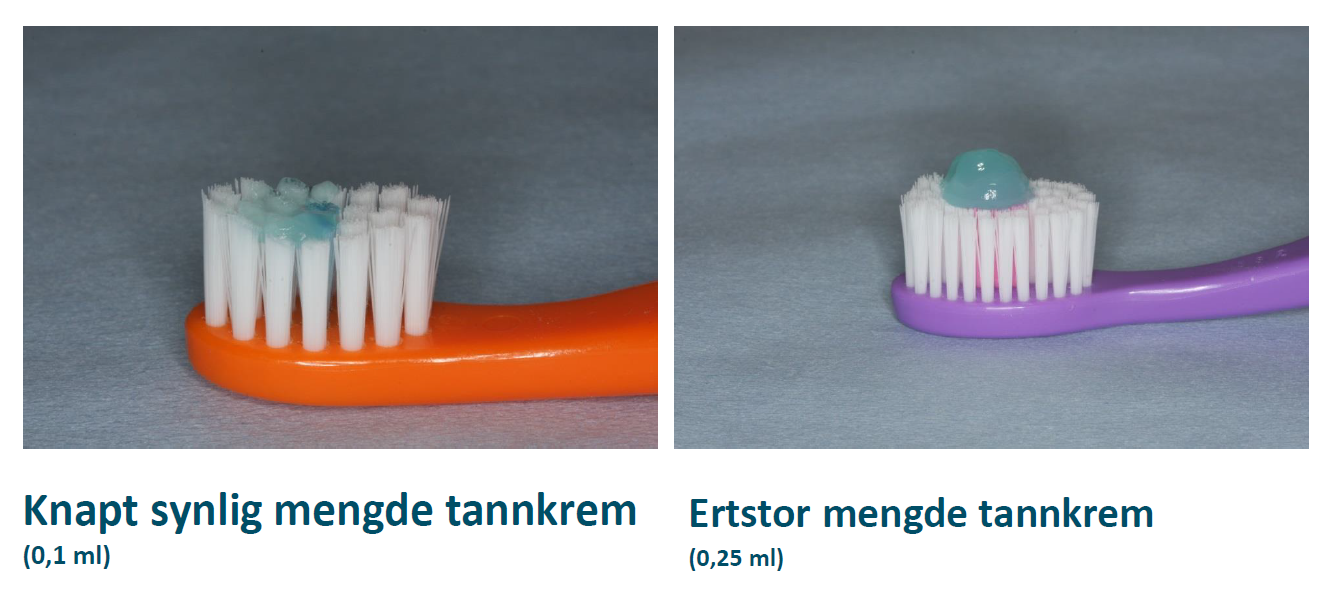 Knapt synlig mengde tannkrem
(0,1 ml)
Ertstor mengde tannkrem
(0,25 ml)